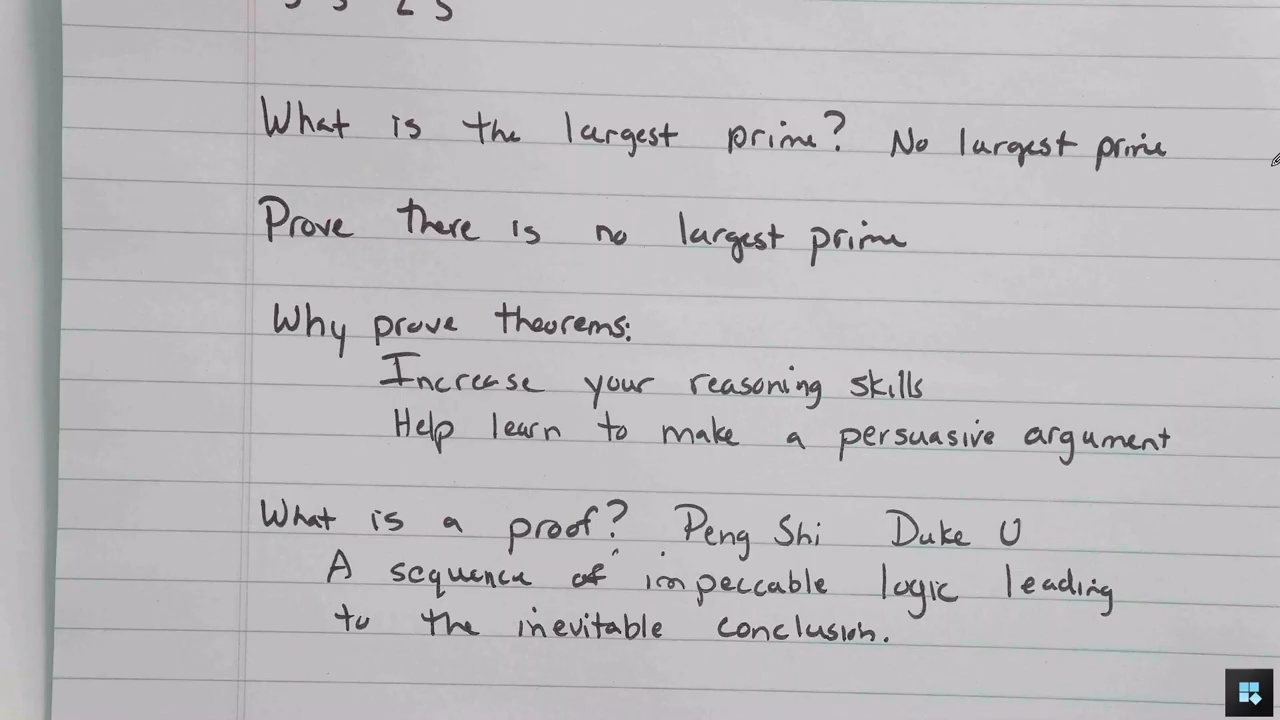 What is the largest prime? No largest prime
Prove there is no largest prime
Why prove theorems:
Increase your reasoning skills
Help learn to make a persuasive argument
What is a proof? Peng Shi Duke U
A sequence of impeccable logic leading
to the inevitable conclusion.